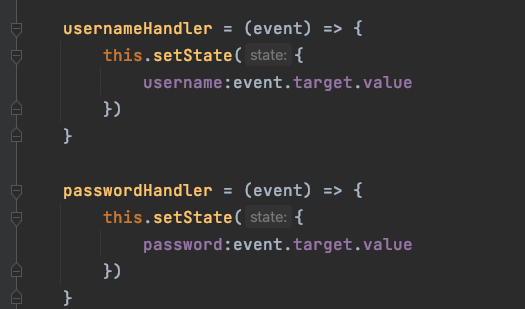 usernameHandler = (event) => {
this.setState( state: {
username:event.target.value
})
}
passwordHandler = (event) => {
this.setState( state: {
password:event.target.value
})
}